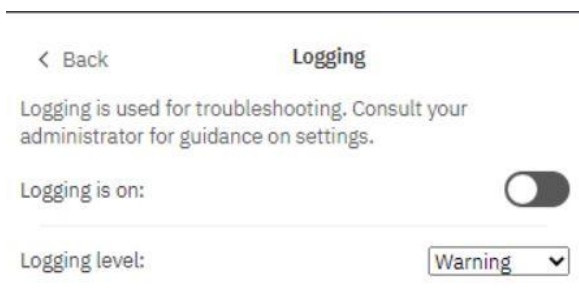 Back
Logging
Logging is used for troubleshooting. Consult your
administrator for guidance on settings.
Logging is on:
Logging level:
Warning